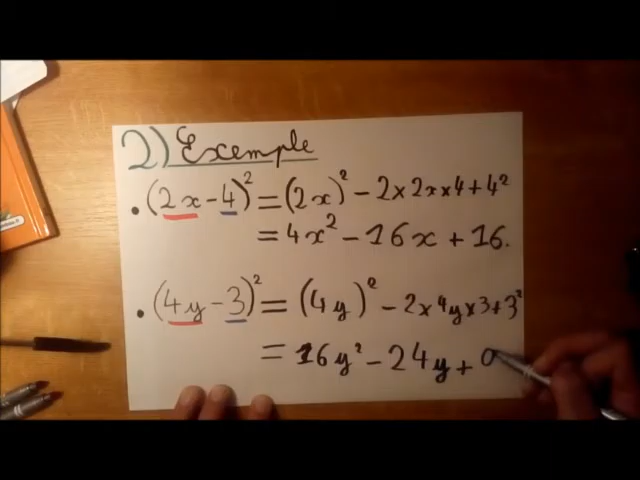 2) Exemple
• (2x - 4)² = (2x)² - 2 × 2x × 4 + 4²
= 4x² - 16x + 16.
• (4y - 3)² = (4y)² - 2 × 4y × 3 + 3²
= 16y² - 24y +